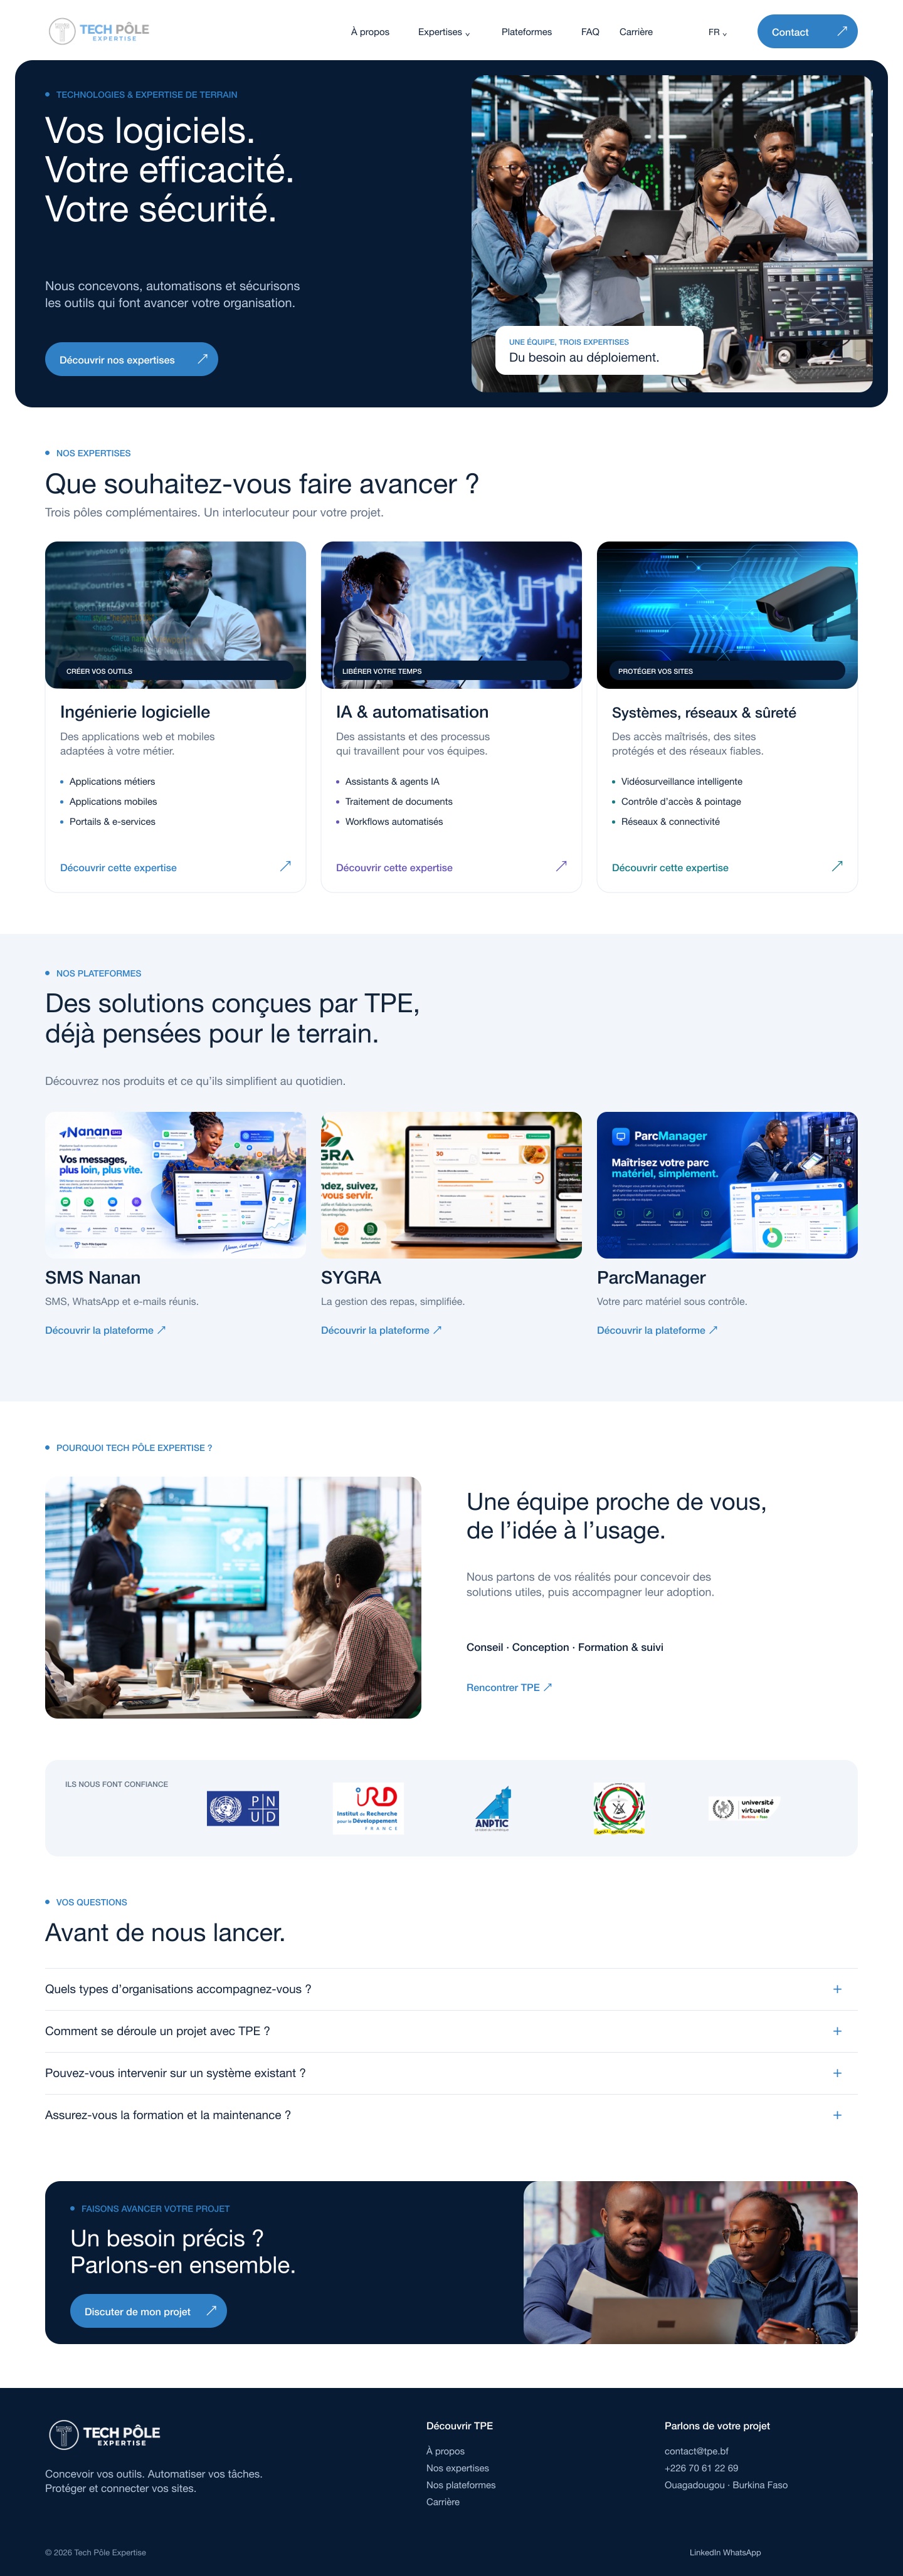 TECH PÔLE
EXPERTISE
À propos
Expertises
Plateformes
FAQ
Carrière
FR
Contact
TECHNOLOGIES & EXPERTISE DE TERRAIN
Vos logiciels.
Votre efficacité.
Votre sécurité.
Nous concevons, automatisons et sécurisons
les outils qui font avancer votre organisation.
Découvrir nos expertises
UNE ÉQUIPE, TROIS EXPERTISES
Du besoin au déploiement.
NOS EXPERTISES
Que souhaitez-vous faire avancer ?
Trois pôles complémentaires. Un interlocuteur pour votre projet.
CRÉER VOS OUTILS
Ingénierie logicielle
Des applications web et mobiles
adaptées à votre métier.
Applications métiers
Applications mobiles
Portails & e-services
Découvrir cette expertise
LIBÉRER VOTRE TEMPS
IA & automatisation
Des assistants et des processus
qui travaillent pour vos équipes.
Assistants & agents IA
Traitement de documents
Workflows automatisés
Découvrir cette expertise
PROTÉGER VOS SITES
Systèmes, réseaux & sûreté
Des accès maîtrisés, des sites
protégés et des réseaux fiables.
Vidéosurveillance intelligente
Contrôle d’accès & pointage
Réseaux & connectivité
Découvrir cette expertise
NOS PLATEFORMES
Des solutions conçues par TPE,
déjà pensées pour le terrain.
Découvrez nos produits et ce qu’ils simplifient au quotidien.
Nanan SMS
Vos messages,
plus loin, plus vite.
SMS Nanan
SMS, WhatsApp et e-mails réunis.
Découvrir la plateforme
GRA
ndez, suivez,
vous servir.
SYGRA
La gestion des repas, simplifiée.
Découvrir la plateforme
ParcManager
Maîtrisez votre parc
matériel, simplement.
ParcManager
Votre parc matériel sous contrôle.
Découvrir la plateforme
POURQUOI TECH PÔLE EXPERTISE ?
Une équipe proche de vous,
de l’idée à l’usage.
Nous partons de vos réalités pour concevoir des
solutions utiles, puis accompagner leur adoption.
Conseil · Conception · Formation & suivi
Rencontrer TPE
ILS NOUS FONT CONFIANCE
PN
UD
iRD
Institut de Recherche
pour le Développement
FRANCE
ANPTIC
université
virtuelle
Burkina Faso
VOS QUESTIONS
Avant de nous lancer.
Quels types d’organisations accompagnez-vous ?
+
Comment se déroule un projet avec TPE ?
+
Pouvez-vous intervenir sur un système existant ?
+
Assurez-vous la formation et la maintenance ?
+
FAISONS AVANCER VOTRE PROJET
Un besoin précis ?
Parlons-en ensemble.
Discuter de mon projet
TECH PÔLE
EXPERTISE
Concevoir vos outils. Automatiser vos tâches.
Protéger et connecter vos sites.
Découvrir TPE
À propos
Nos expertises
Nos plateformes
Carrière
Parlons de votre projet
contact@tpe.bf
+226 70 61 22 69
Ouagadougou · Burkina Faso
© 2026 Tech Pôle Expertise
LinkedIn WhatsApp